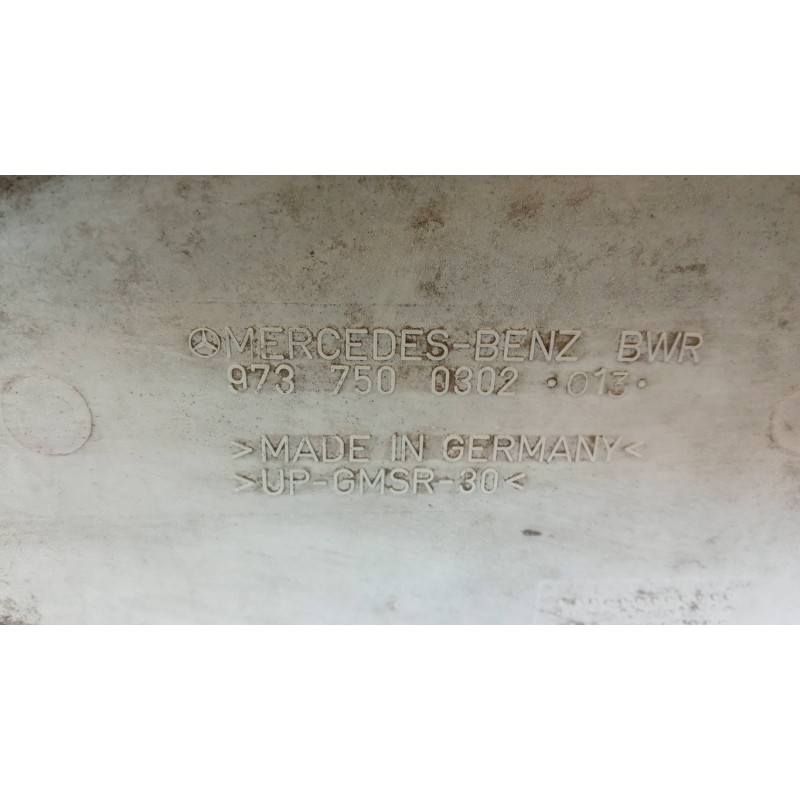 MERCEDES-BENZ BWR
973 750 0302 •013•
>MADE IN GERMANY<
>UP-GMSR-30<